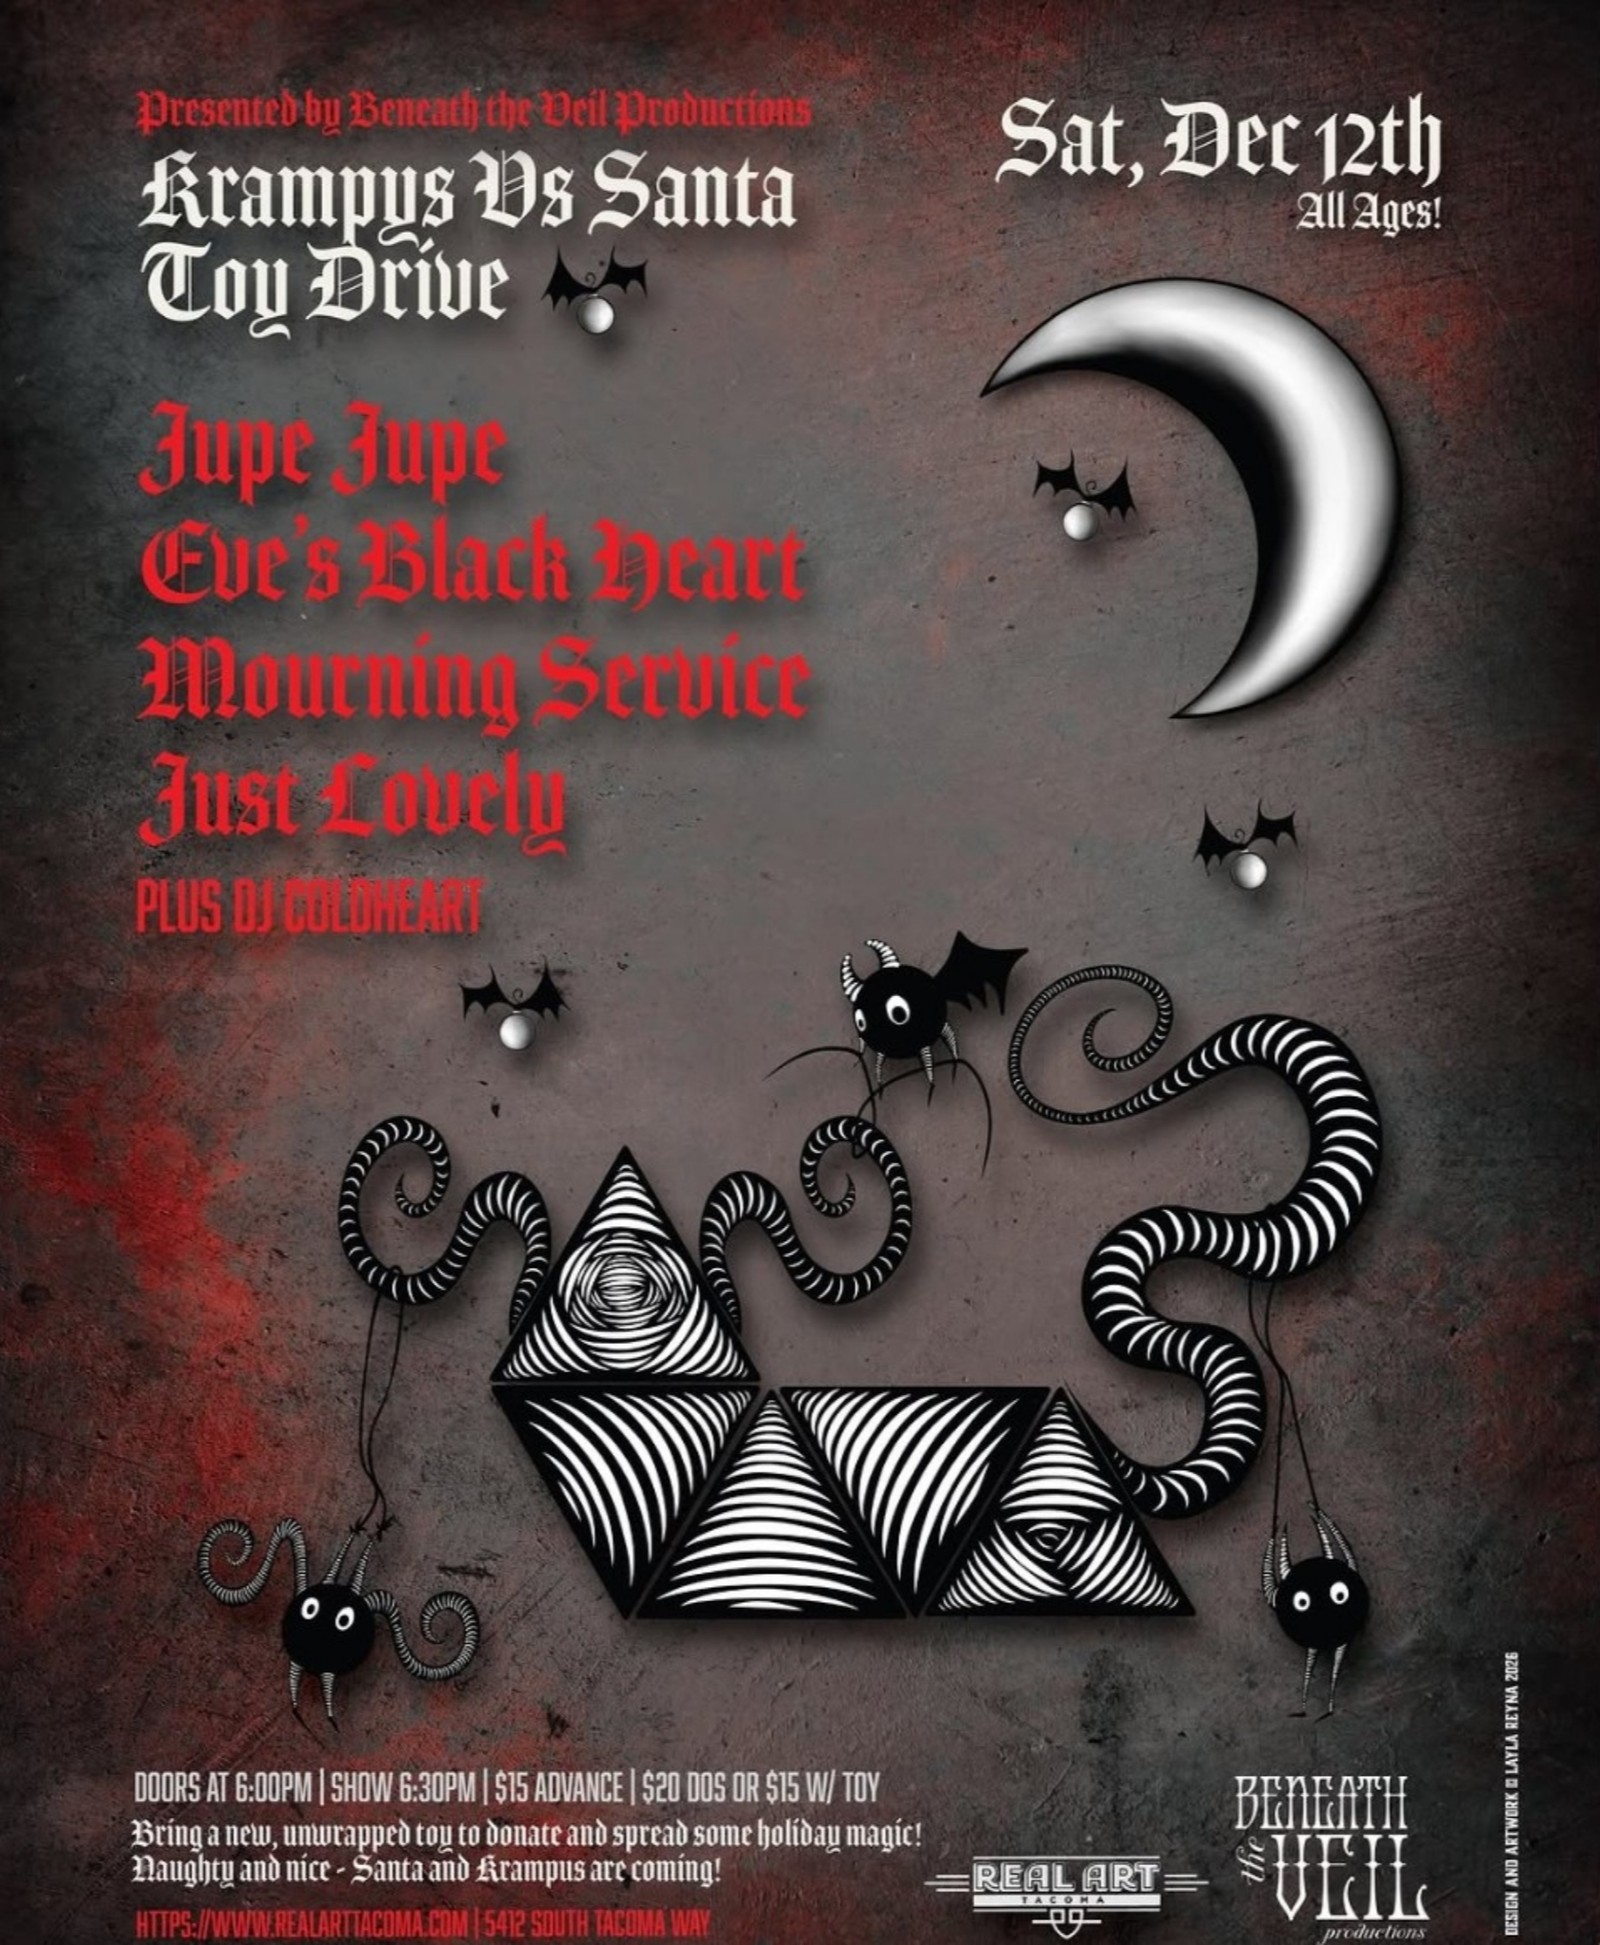 Presented by Beneath the Veil Productions
Krampys Vs Santa
Toy Drive
Sat, Dec 12th
All Ages!
Jupe Jupe
Eve's Black Heart
Mourning Service
Just Lovely
PLUS DJ COLDHEART
DOORS AT 6:00PM | SHOW 6:30PM | $15 ADVANCE | $20 DOS OR $15 W/ TOY
Bring a new, unwrapped toy to donate and spread some holiday magic!
Naughty and nice - Santa and Krampus are coming!
HTTPS://WWW.REALARTTACOMA.COM | 5412 SOUTH TACOMA WAY
REAL ART
TACOMA
BENEATH
the VEIL
productions
DESIGN AND ARTWORK © LAYLA REYNA 2026